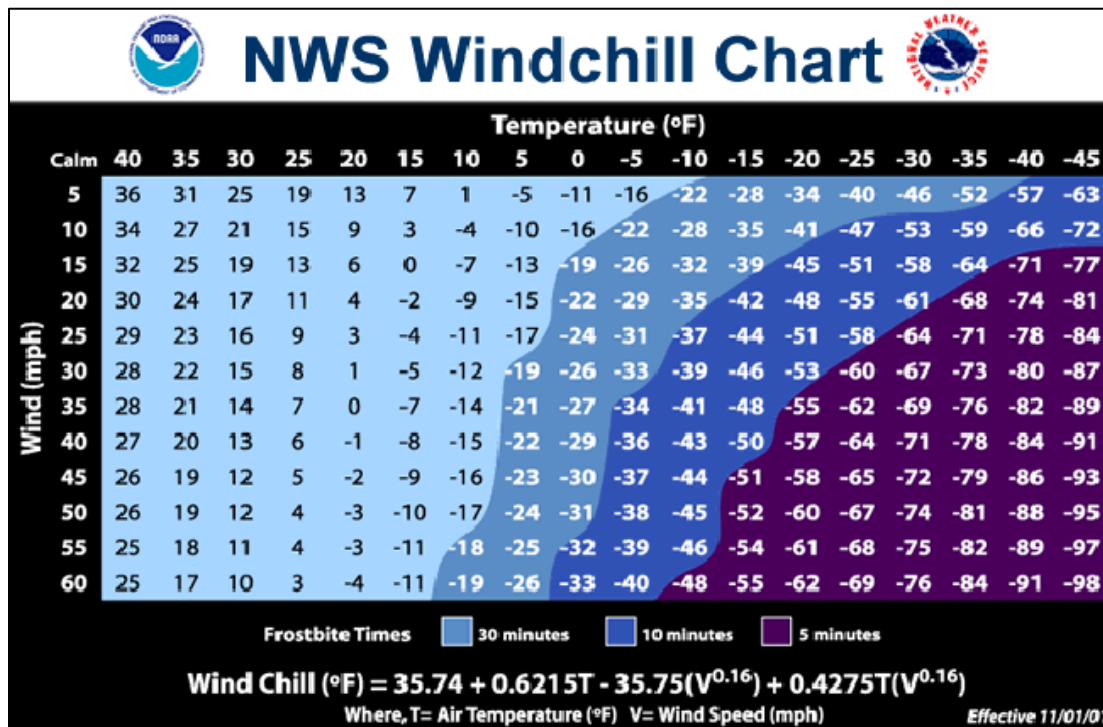 NOAA
NWS Windchill Chart
NATIONAL WEATHER SERVICE
Temperature (ºF)
Calm 40 35 30 25 20 15 10 5 0 -5 -10 -15 -20 -25 -30 -35 -40 -45
5 36 31 25 19 13 7 1 -5 -11 -16 -22 -28 -34 -40 -46 -52 -57 -63
10 34 27 21 15 9 3 -4 -10 -16 -22 -28 -35 -41 -47 -53 -59 -66 -72
15 32 25 19 13 6 0 -7 -13 -19 -26 -32 -39 -45 -51 -58 -64 -71 -77
20 30 24 17 11 4 -2 -9 -15 -22 -29 -35 -42 -48 -55 -61 -68 -74 -81
25 29 23 16 9 3 -4 -11 -17 -24 -31 -37 -44 -51 -58 -64 -71 -78 -84
30 28 22 15 8 1 -5 -12 -19 -26 -33 -39 -46 -53 -60 -67 -73 -80 -87
35 28 21 14 7 0 -7 -14 -21 -27 -34 -41 -48 -55 -62 -69 -76 -82 -89
40 27 20 13 6 -1 -8 -15 -22 -29 -36 -43 -50 -57 -64 -71 -78 -84 -91
45 26 19 12 5 -2 -9 -16 -23 -30 -37 -44 -51 -58 -65 -72 -79 -86 -93
50 26 19 12 4 -3 -10 -17 -24 -31 -38 -45 -52 -60 -67 -74 -81 -88 -95
55 25 18 11 4 -3 -11 -18 -25 -32 -39 -46 -54 -61 -68 -75 -82 -89 -97
60 25 17 10 3 -4 -11 -19 -26 -33 -40 -48 -55 -62 -69 -76 -84 -91 -98
Wind (mph)
Frostbite Times 30 minutes 10 minutes 5 minutes
Wind Chill (ºF) = 35.74 + 0.6215T - 35.75(V^0.16) + 0.4275T(V^0.16)
Where, T= Air Temperature (ºF) V= Wind Speed (mph)
Effective 11/01/01